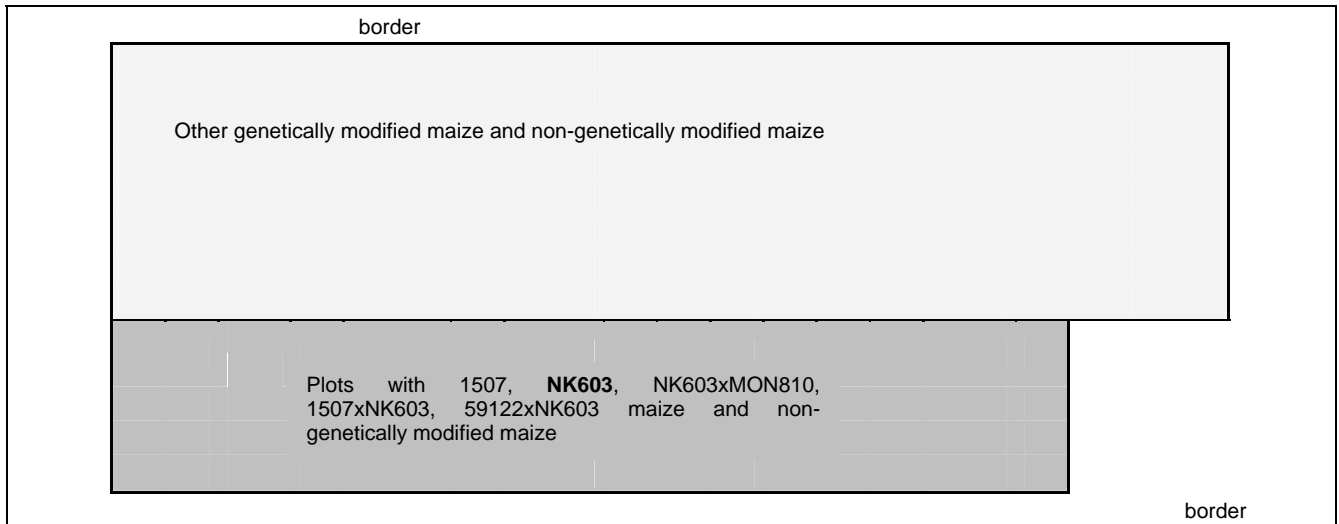 border
Other genetically modified maize and non-genetically modified maize
Plots with 1507, NK603, NK603xMON810,
1507xNK603, 59122xNK603 maize and non-
genetically modified maize
border